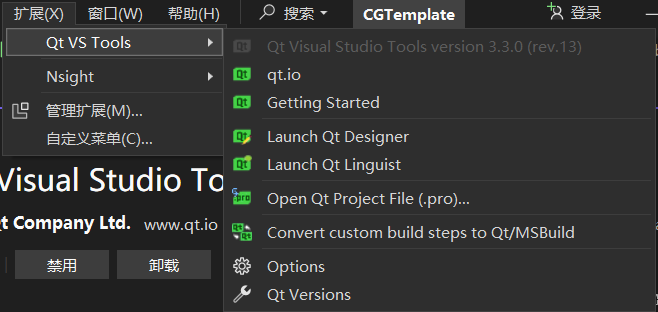 扩展(X) 窗口(W) 帮助(H) 搜索 CGTemplate 登录
Qt VS Tools
Nsight
管理扩展(M)...
自定义菜单(C)...
Qt Visual Studio Tools version 3.3.0 (rev.13)
qt.io
Getting Started
Launch Qt Designer
Launch Qt Linguist
Open Qt Project File (.pro)...
Convert custom build steps to Qt/MSBuild
Options
Qt Versions
Visual Studio To
Qt Company Ltd. www.qt.io
禁用 卸载